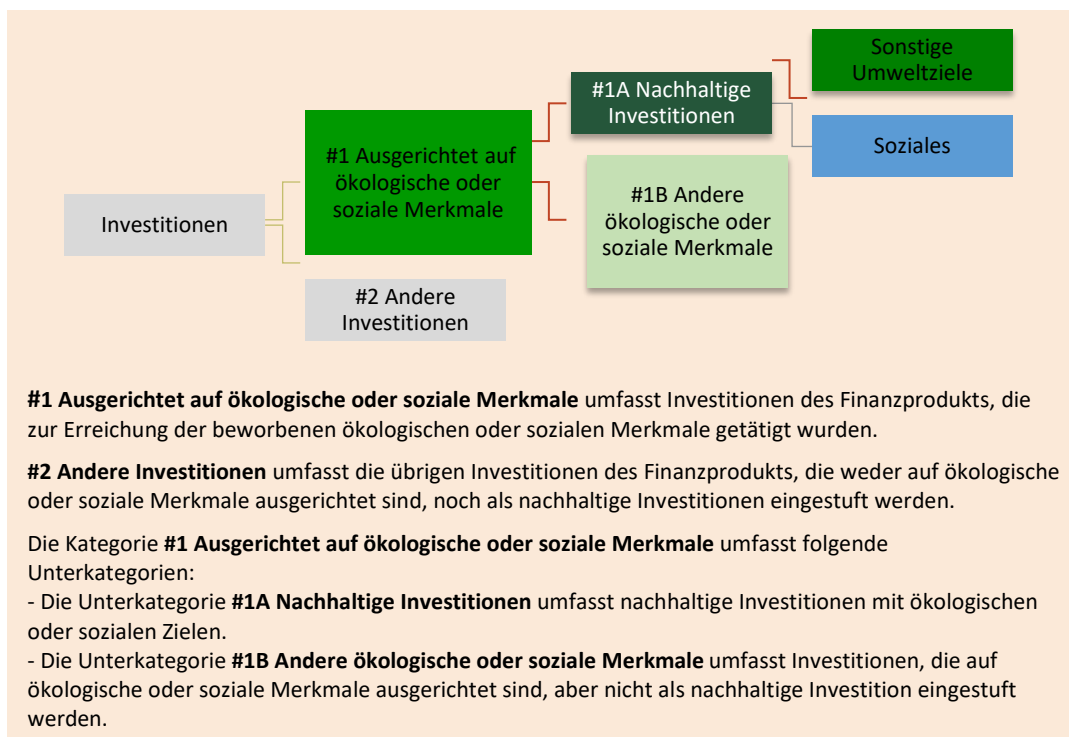 Sonstige
Umweltziele
#1A Nachhaltige
Investitionen
#1 Ausgerichtet auf
ökologische oder
soziale Merkmale
Soziales
#1B Andere
ökologische oder
soziale Merkmale
Investitionen
#2 Andere
Investitionen
#1 Ausgerichtet auf ökologische oder soziale Merkmale umfasst Investitionen des Finanzprodukts, die
zur Erreichung der beworbenen ökologischen oder sozialen Merkmale getätigt wurden.
#2 Andere Investitionen umfasst die übrigen Investitionen des Finanzprodukts, die weder auf ökologische
oder soziale Merkmale ausgerichtet sind, noch als nachhaltige Investitionen eingestuft werden.
Die Kategorie #1 Ausgerichtet auf ökologische oder soziale Merkmale umfasst folgende
Unterkategorien:
- Die Unterkategorie #1A Nachhaltige Investitionen umfasst nachhaltige Investitionen mit ökologischen
oder sozialen Zielen.
- Die Unterkategorie #1B Andere ökologische oder soziale Merkmale umfasst Investitionen, die auf
ökologische oder soziale Merkmale ausgerichtet sind, aber nicht als nachhaltige Investition eingestuft
werden.